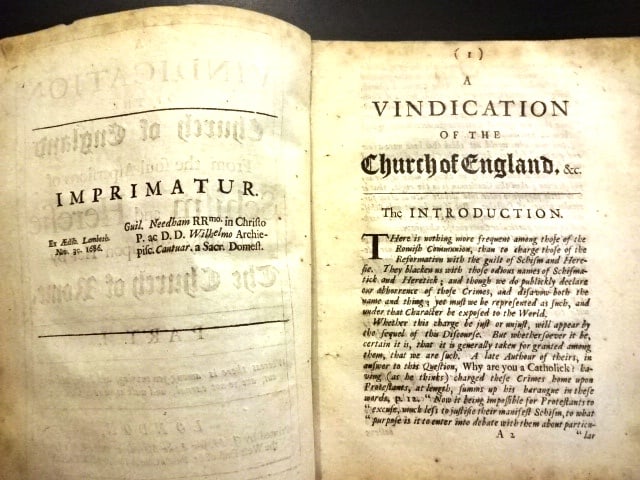 IMPRIMATUR.
Guil. Needham RRmo. in Christo
P. ac D. D. Wilhelmo Archie-
pisc. Cantuar. a Sacr. Domest.
Ex Ædib. Lambeth.
1686.
( 1 )
A
VINDICATION
OF THE
Church of England, &c.
The INTRODUCTION.
THere is nothing more frequent among those of the
Romish Communion, than to charge those of the
Reformation with the guilt of Schism and Here-
sie. They blacken us with those odious names of Schisma-
tick and Heretick; and though we do publickly declare
our abhorrence of those Crimes, and disavow both the
name and thing; yet must we be represented as such, and
under that Character be exposed to the World.
Whether this charge be just or unjust, will appear by
the sequel of this Discourse. But whethersoever it be,
certain it is, that it is generally taken for granted among
them, that we are such. A late Authour of theirs, in
answer to this Question, Why are you a Catholick? ha-
ving (as he thinks) charged these Crimes home upon
Protestants, at length, sums up his harangue in these
words, p. 12. "Now it being impossible for Protestants to
"excuse, much less to justifie their manifest Schism, to what
"purpose is it to enter into debate with them about particu-
A 2
"lar